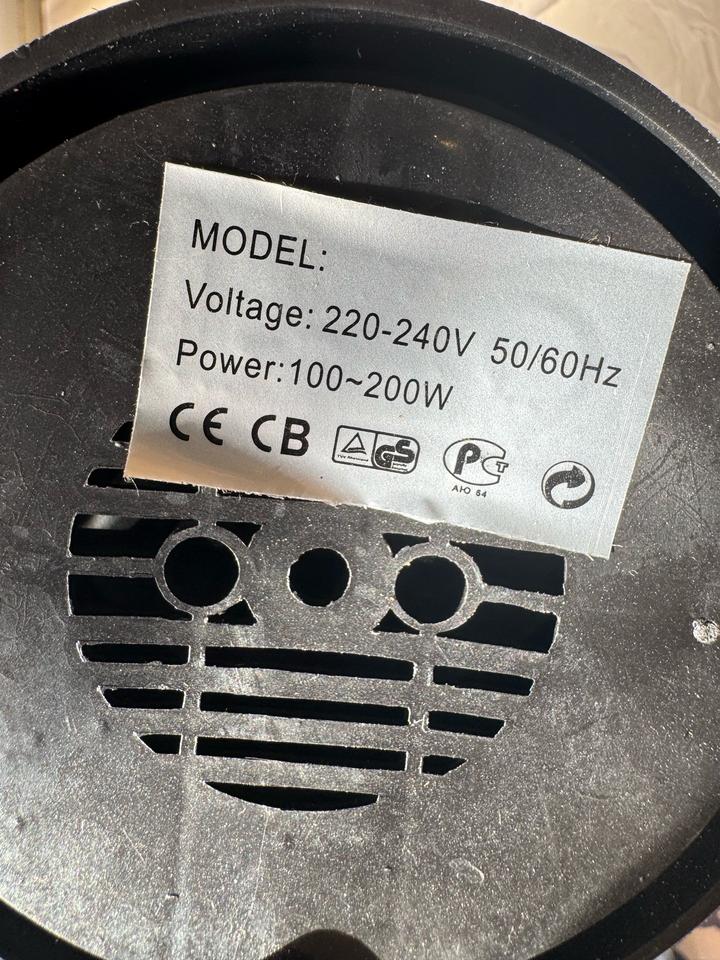 MODEL:
Voltage: 220-240V 50/60Hz
Power:100~200W
CE CB GS PCT
АЮ 64